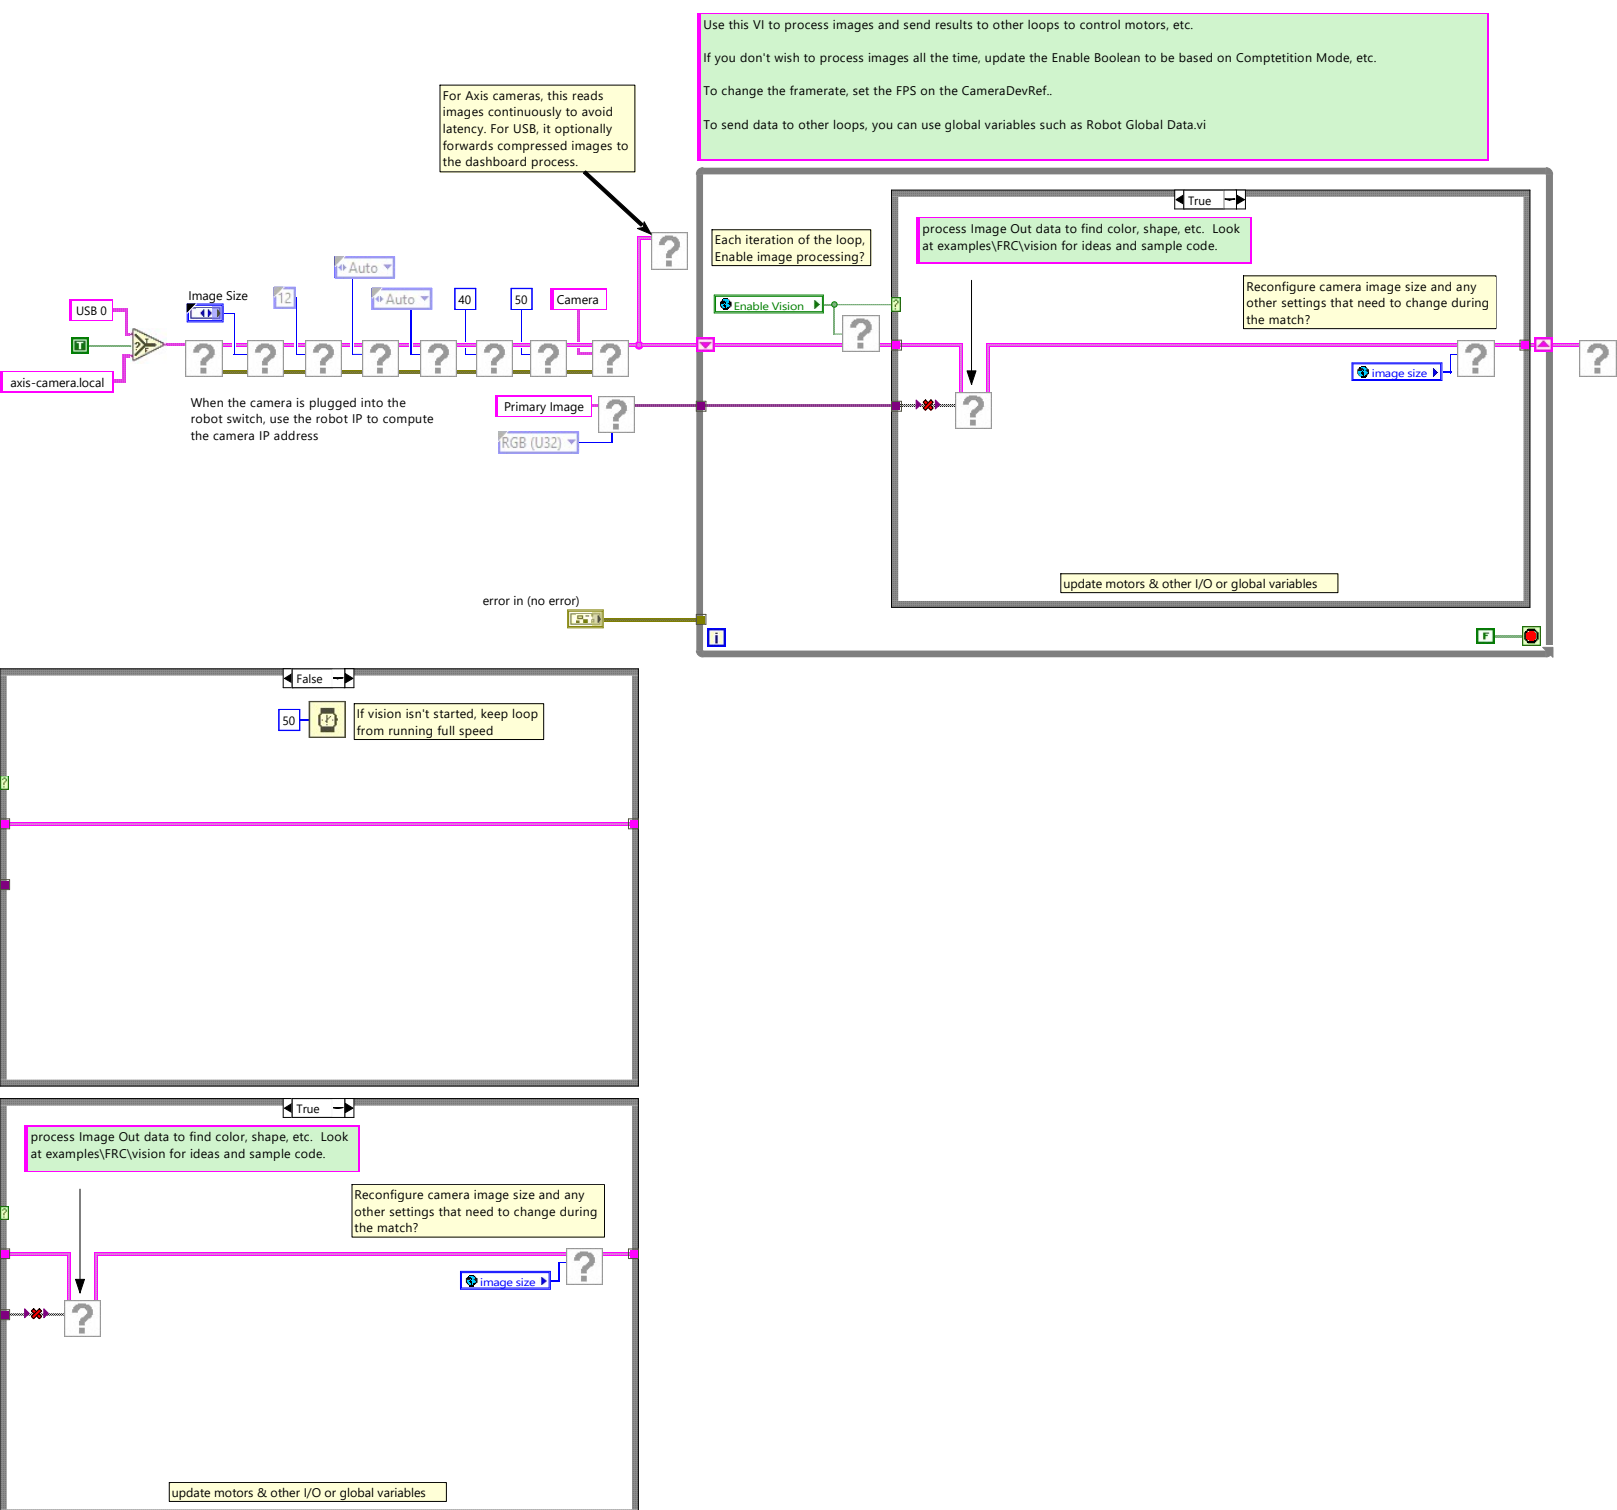 Use this VI to process images and send results to other loops to control motors, etc.
If you don't wish to process images all the time, update the Enable Boolean to be based on Comptetition Mode, etc.
To change the framerate, set the FPS on the CameraDevRef..
To send data to other loops, you can use global variables such as Robot Global Data.vi
For Axis cameras, this reads
images continuously to avoid
latency. For USB, it optionally
forwards compressed images to
the dashboard process.
True
process Image Out data to find color, shape, etc.  Look
at examples\FRC\vision for ideas and sample code.
Each iteration of the loop,
Enable image processing?
Reconfigure camera image size and any
other settings that need to change during
the match?
Auto
Image Size
12
Auto
40
50
Camera
USB 0
T
axis-camera.local
Enable Vision
image size
When the camera is plugged into the
robot switch, use the robot IP to compute
the camera IP address
Primary Image
RGB (U32)
update motors & other I/O or global variables
error in (no error)
i
F
False
50
If vision isn't started, keep loop
from running full speed
True
process Image Out data to find color, shape, etc.  Look
at examples\FRC\vision for ideas and sample code.
Reconfigure camera image size and any
other settings that need to change during
the match?
image size
update motors & other I/O or global variables